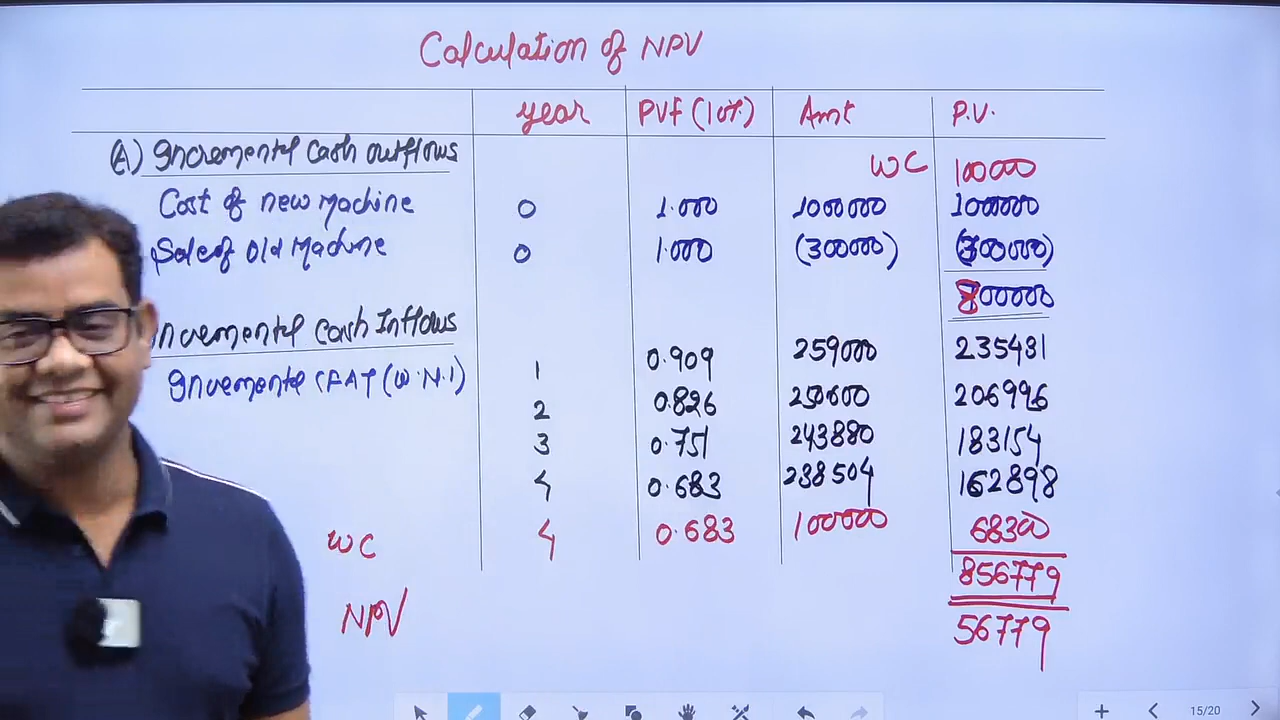 Calculation of NPV
year PVf (10%) Amt P.V.
(A) Incremental Cash outflows
WC 100000
Cost of new Machine 0 1.000 1000000 1000000
Sale of Old Machine 0 1.000 (300000) (300000)
800000
Incremental Cash Inflows
Incremental CFAT (W.N.1) 1 0.909 259000 235431
2 0.826 250600 206996
3 0.751 243880 183154
4 0.683 238504 162898
WC 4 0.683 100000 68300
856779
NPV 56779
15/20